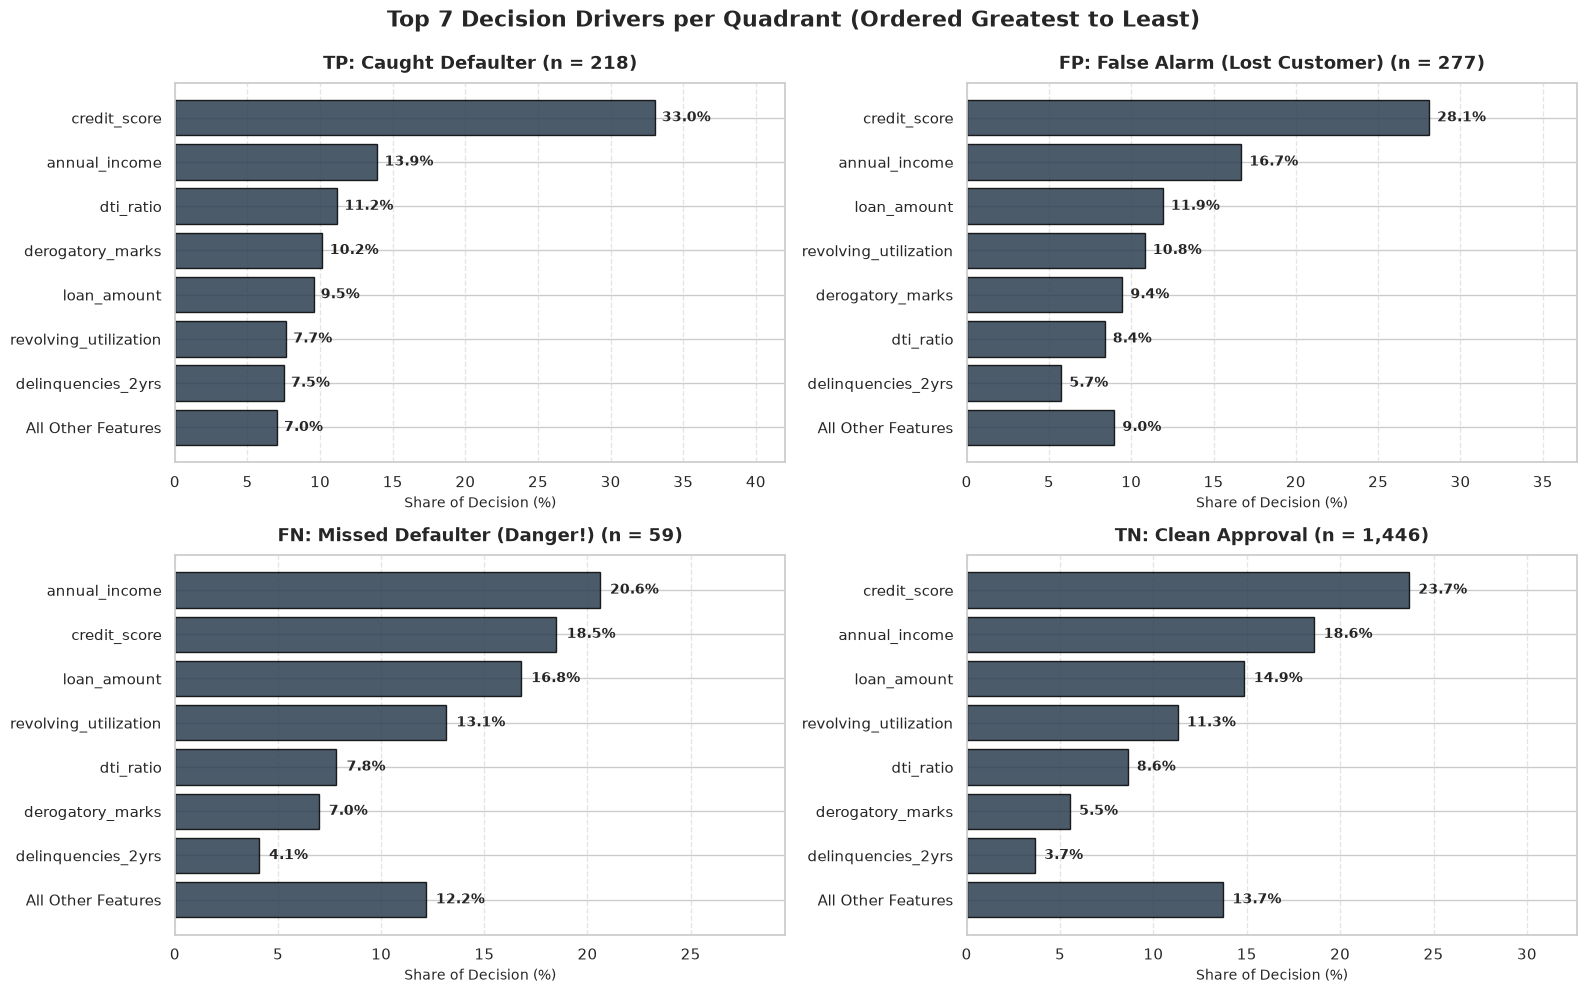 Top 7 Decision Drivers per Quadrant (Ordered Greatest to Least)
TP: Caught Defaulter (n = 218)
credit_score 33.0%
annual_income 13.9%
dti_ratio 11.2%
derogatory_marks 10.2%
loan_amount 9.5%
revolving_utilization 7.7%
delinquencies_2yrs 7.5%
All Other Features 7.0%
0 5 10 15 20 25 30 35 40
Share of Decision (%)
FP: False Alarm (Lost Customer) (n = 277)
credit_score 28.1%
annual_income 16.7%
loan_amount 11.9%
revolving_utilization 10.8%
derogatory_marks 9.4%
dti_ratio 8.4%
delinquencies_2yrs 5.7%
All Other Features 9.0%
0 5 10 15 20 25 30 35
Share of Decision (%)
FN: Missed Defaulter (Danger!) (n = 59)
annual_income 20.6%
credit_score 18.5%
loan_amount 16.8%
revolving_utilization 13.1%
dti_ratio 7.8%
derogatory_marks 7.0%
delinquencies_2yrs 4.1%
All Other Features 12.2%
0 5 10 15 20 25
Share of Decision (%)
TN: Clean Approval (n = 1,446)
credit_score 23.7%
annual_income 18.6%
loan_amount 14.9%
revolving_utilization 11.3%
dti_ratio 8.6%
derogatory_marks 5.5%
delinquencies_2yrs 3.7%
All Other Features 13.7%
0 5 10 15 20 25 30
Share of Decision (%)